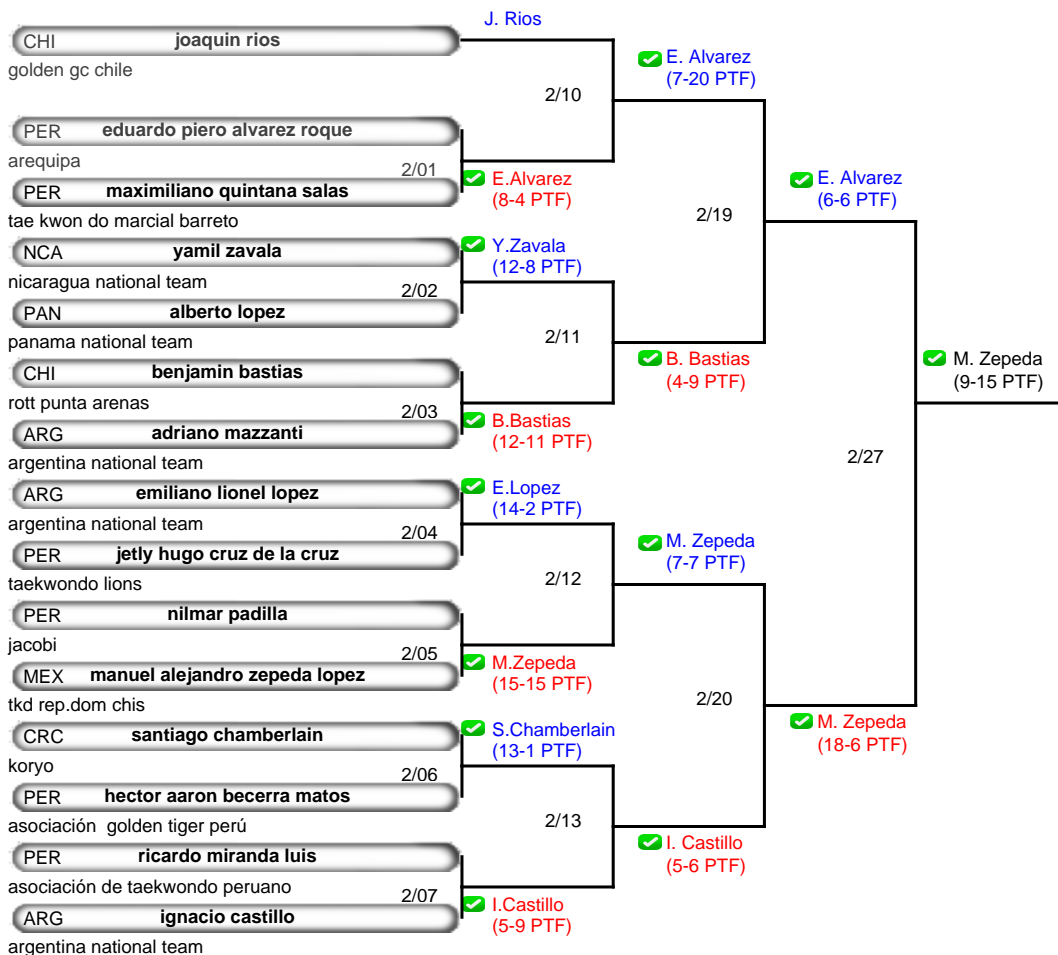 J. Rios
CHI joaquin rios
golden gc chile
E. Alvarez
(7-20 PTF)
2/10
PER eduardo piero alvarez roque
arequipa
2/01
E.Alvarez
(8-4 PTF)
PER maximiliano quintana salas
tae kwon do marcial barreto
E. Alvarez
(6-6 PTF)
2/19
NCA yamil zavala
nicaragua national team
Y.Zavala
(12-8 PTF)
2/02
PAN alberto lopez
panama national team
2/11
CHI benjamin bastias
rott punta arenas
B. Bastias
(4-9 PTF)
M. Zepeda
(9-15 PTF)
2/03
B.Bastias
(12-11 PTF)
ARG adriano mazzanti
argentina national team
2/27
ARG emiliano lionel lopez
argentina national team
E.Lopez
(14-2 PTF)
2/04
PER jetly hugo cruz de la cruz
taekwondo lions
M. Zepeda
(7-7 PTF)
2/12
PER nilmar padilla
jacobi
2/05
M.Zepeda
(15-15 PTF)
MEX manuel alejandro zepeda lopez
tkd rep.dom chis
2/20
M. Zepeda
(18-6 PTF)
CRC santiago chamberlain
koryo
S.Chamberlain
(13-1 PTF)
2/06
PER hector aaron becerra matos
asociación  golden tiger perú
2/13
I. Castillo
(5-6 PTF)
PER ricardo miranda luis
asociación de taekwondo peruano
2/07
I.Castillo
(5-9 PTF)
ARG ignacio castillo
argentina national team